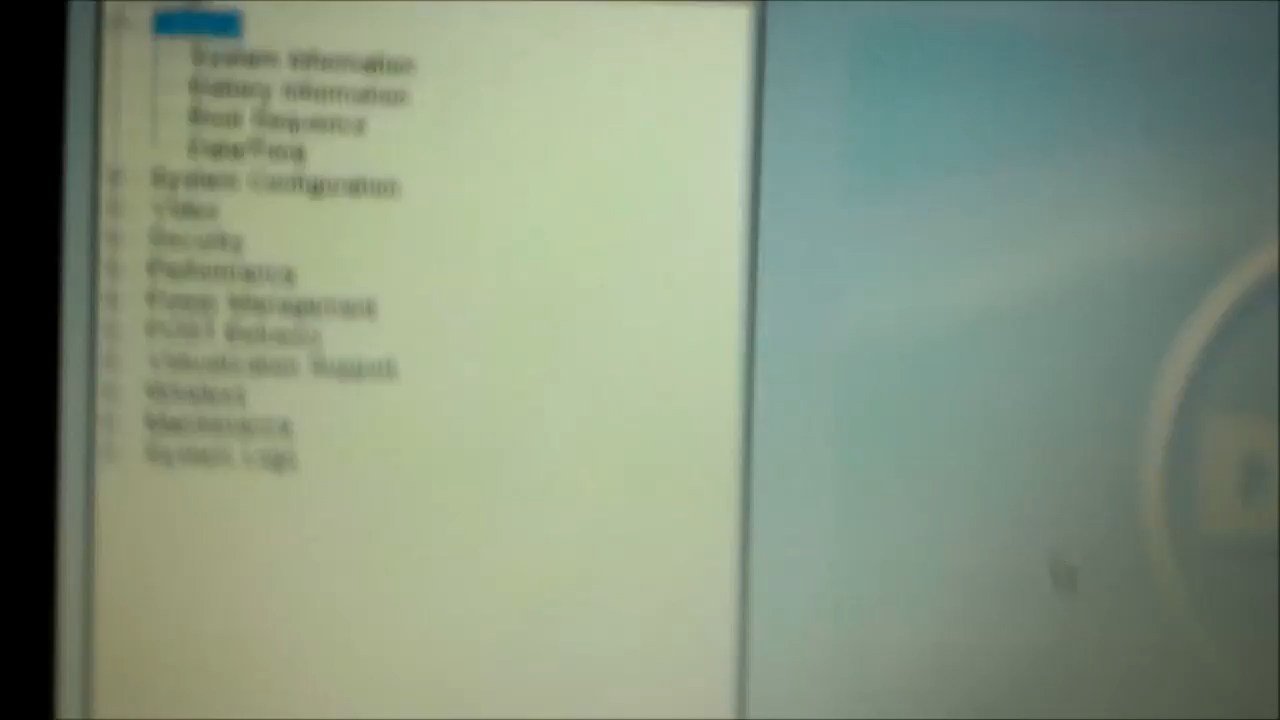 System Information
Battery Information
Boot Sequence
Date/Time
System Configuration
Video
Security
Performance
Power Management
POST Behavior
Virtualization Support
Wireless
Maintenance
System Logs